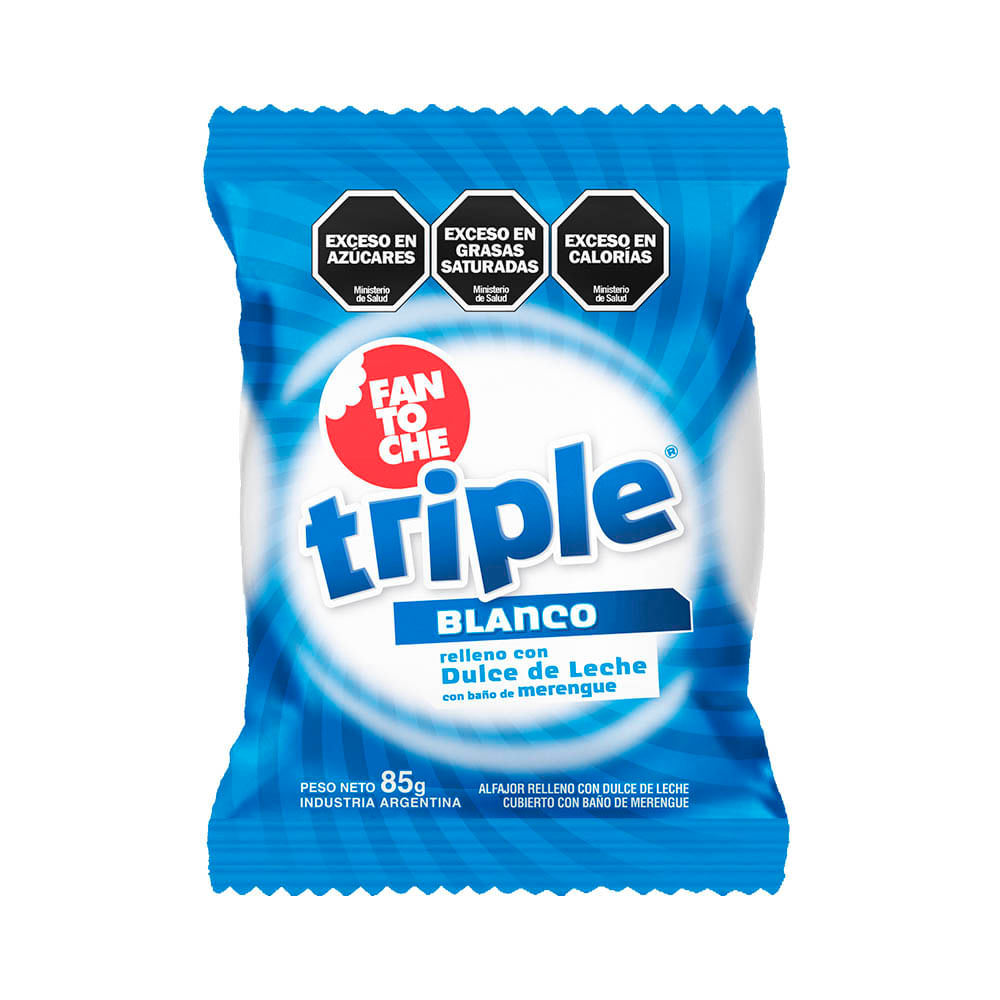 EXCESO EN
AZÚCARES
Ministerio
de Salud
EXCESO EN
GRASAS
SATURADAS
Ministerio
de Salud
EXCESO EN
CALORÍAS
Ministerio
de Salud
FAN
TO
CHE
triple®
BLANCO
relleno con
Dulce de Leche
con baño de merengue
PESO NETO 85g
INDUSTRIA ARGENTINA
ALFAJOR RELLENO CON DULCE DE LECHE
CUBIERTO CON BAÑO DE MERENGUE